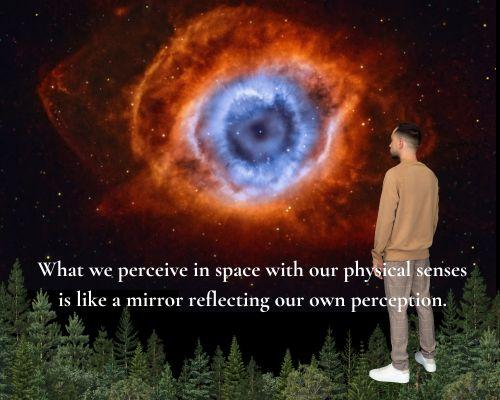 What we perceive in space with our physical senses
is like a mirror reflecting our own perception.